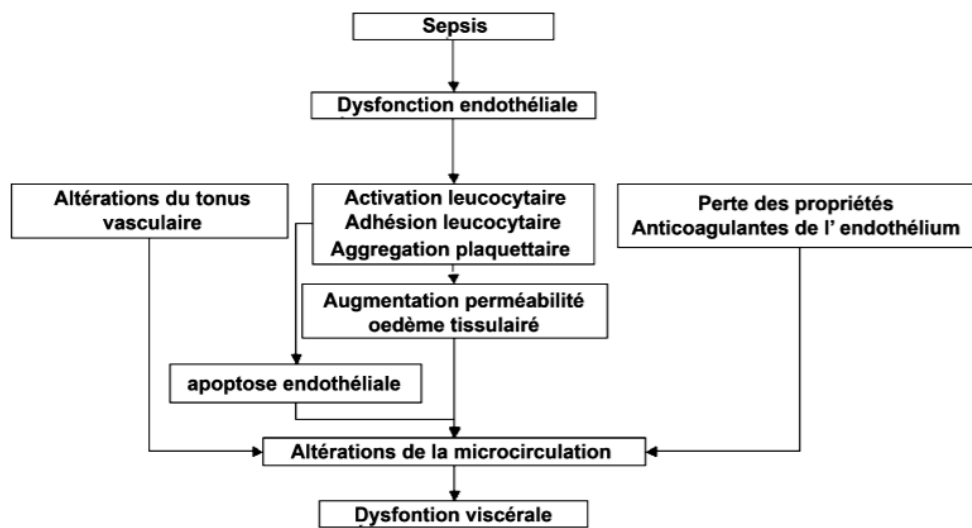 Sepsis
Dysfonction endothéliale
Altérations du tonus
vasculaire
Activation leucocytaire
Adhésion leucocytaire
Aggregation plaquettaire
Perte des propriétés
Anticoagulantes de l' endothélium
Augmentation perméabilité
oedème tissulairé
apoptose endothéliale
Altérations de la microcirculation
Dysfontion viscérale